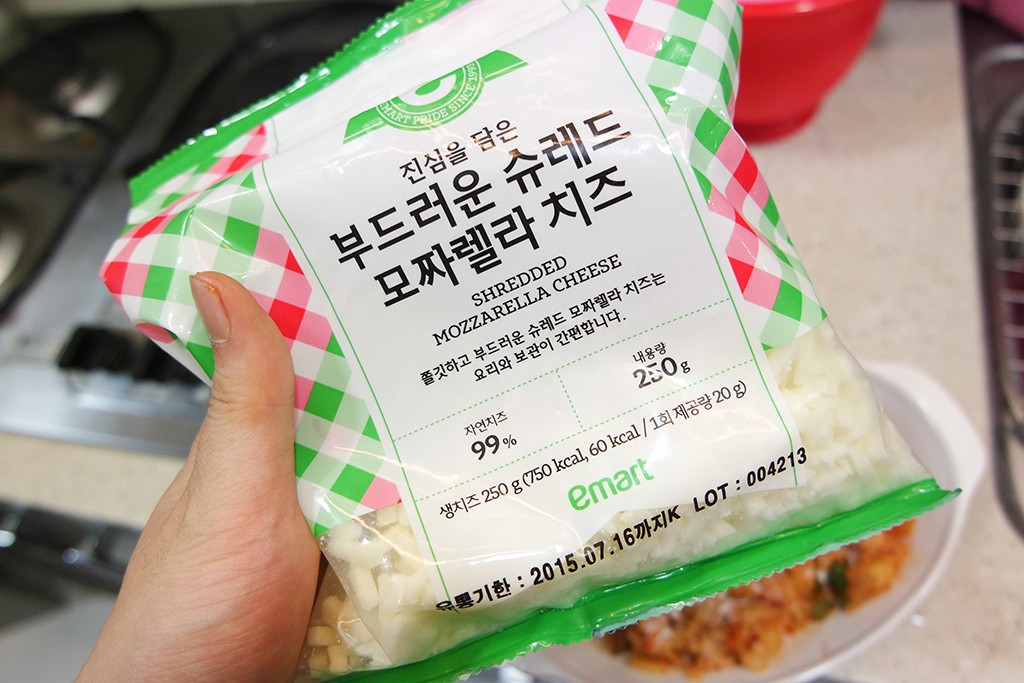 EMART PRIDE SINCE 1993
진심을 담은
부드러운 슈레드
모짜렐라 치즈
SHREDDED
MOZZARELLA CHEESE
쫄깃하고 부드러운 슈레드 모짜렐라 치즈는
요리와 보관이 간편합니다.
자연치즈
99%
내용량
250g
생치즈 250 g (750 kcal, 60 kcal / 1회 제공량 20 g)
emart
유통기한 : 2015.07.16까지K LOT : 004213